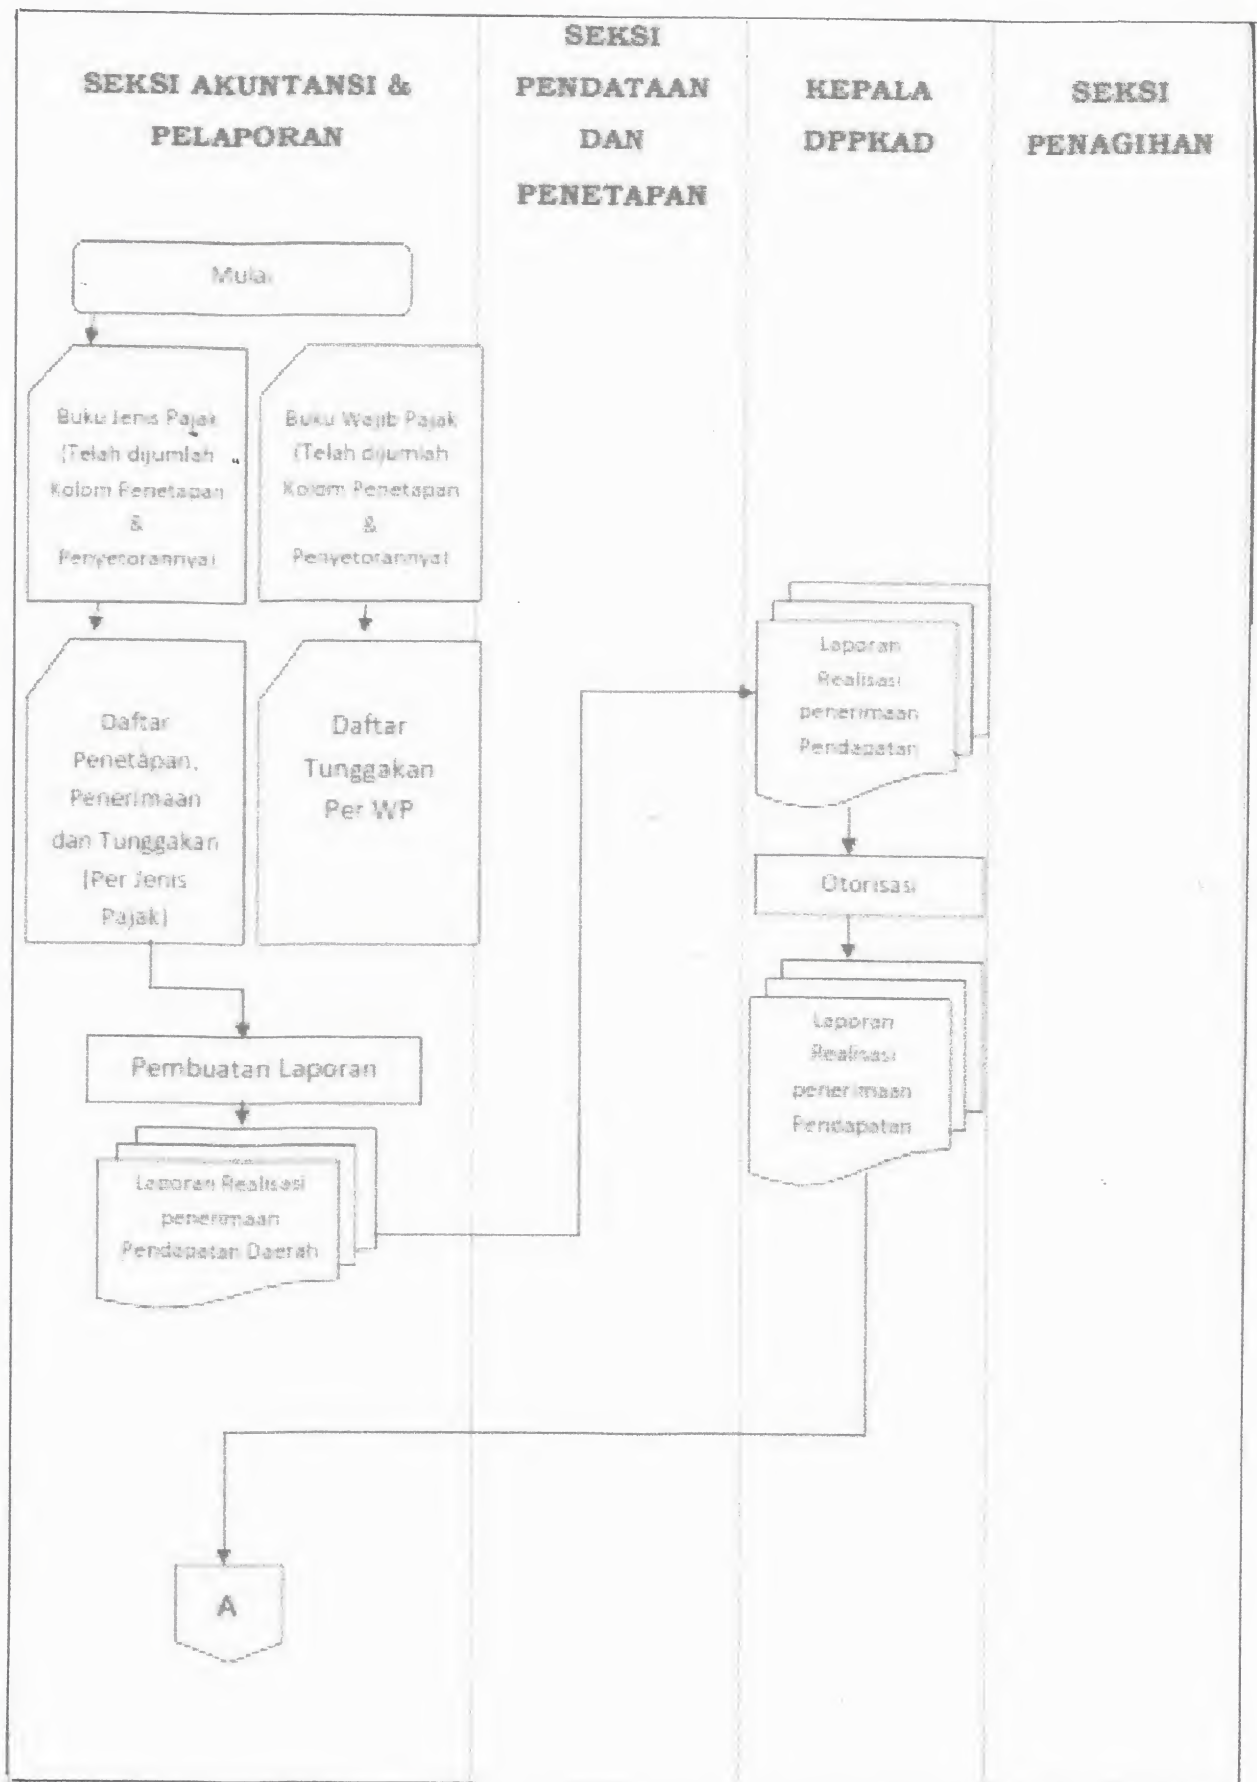 SEKSI AKUNTANSI &
PELAPORAN
SEKSI
PENDATAAN
DAN
PENETAPAN
KEPALA
DPPKAD
SEKSI
PENAGIHAN
Mulai
Buku Jenis Pajak
(Telah dijumlah
Kolom Penetapan
&
Penyetorannya)
Buku Wajib Pajak
(Telah dijumlah
Kolom Penetapan
&
Penyetorannya)
Daftar
Penetapan,
Penerimaan
dan Tunggakan
(Per Jenis
Pajak)
Daftar
Tunggakan
Per WP
Pembuatan Laporan
Laporan Realisasi
penerimaan
Pendapatan Daerah
Laporan
Realisasi
penerimaan
Pendapatan
Otorisasi
Laporan
Realisasi
penerimaan
Pendapatan
A